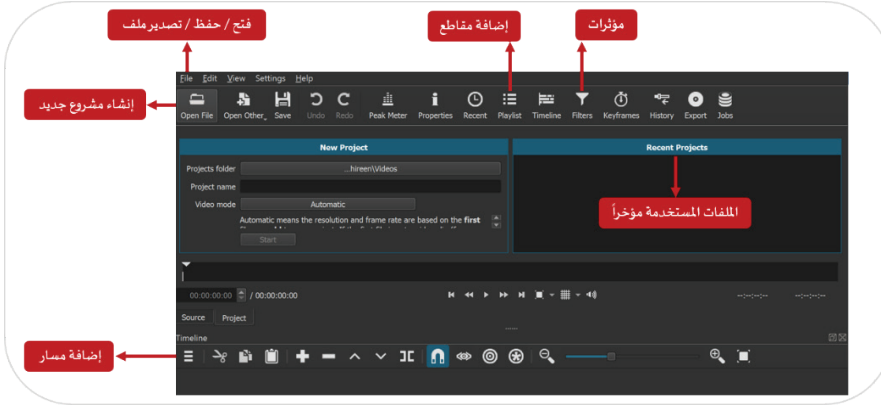 فتح / حفظ / تصدير ملف
إضافة مقاطع
مؤثرات
File Edit View Settings Help
إنشاء مشروع جديد
Open File Open Other Save Undo Redo Peak Meter Properties Recent Playlist Timeline Filters Keyframes History Export Jobs
New Project
Recent Projects
Projects folder ...hireen\Videos
Project name
Video mode Automatic
Automatic means the resolution and frame rate are based on the first
Start
الملفات المستخدمة مؤخراً
00:00:00:00 / 00:00:00:00
--:--:--:-- --:--:--:--
Source Project
Timeline
إضافة مسار